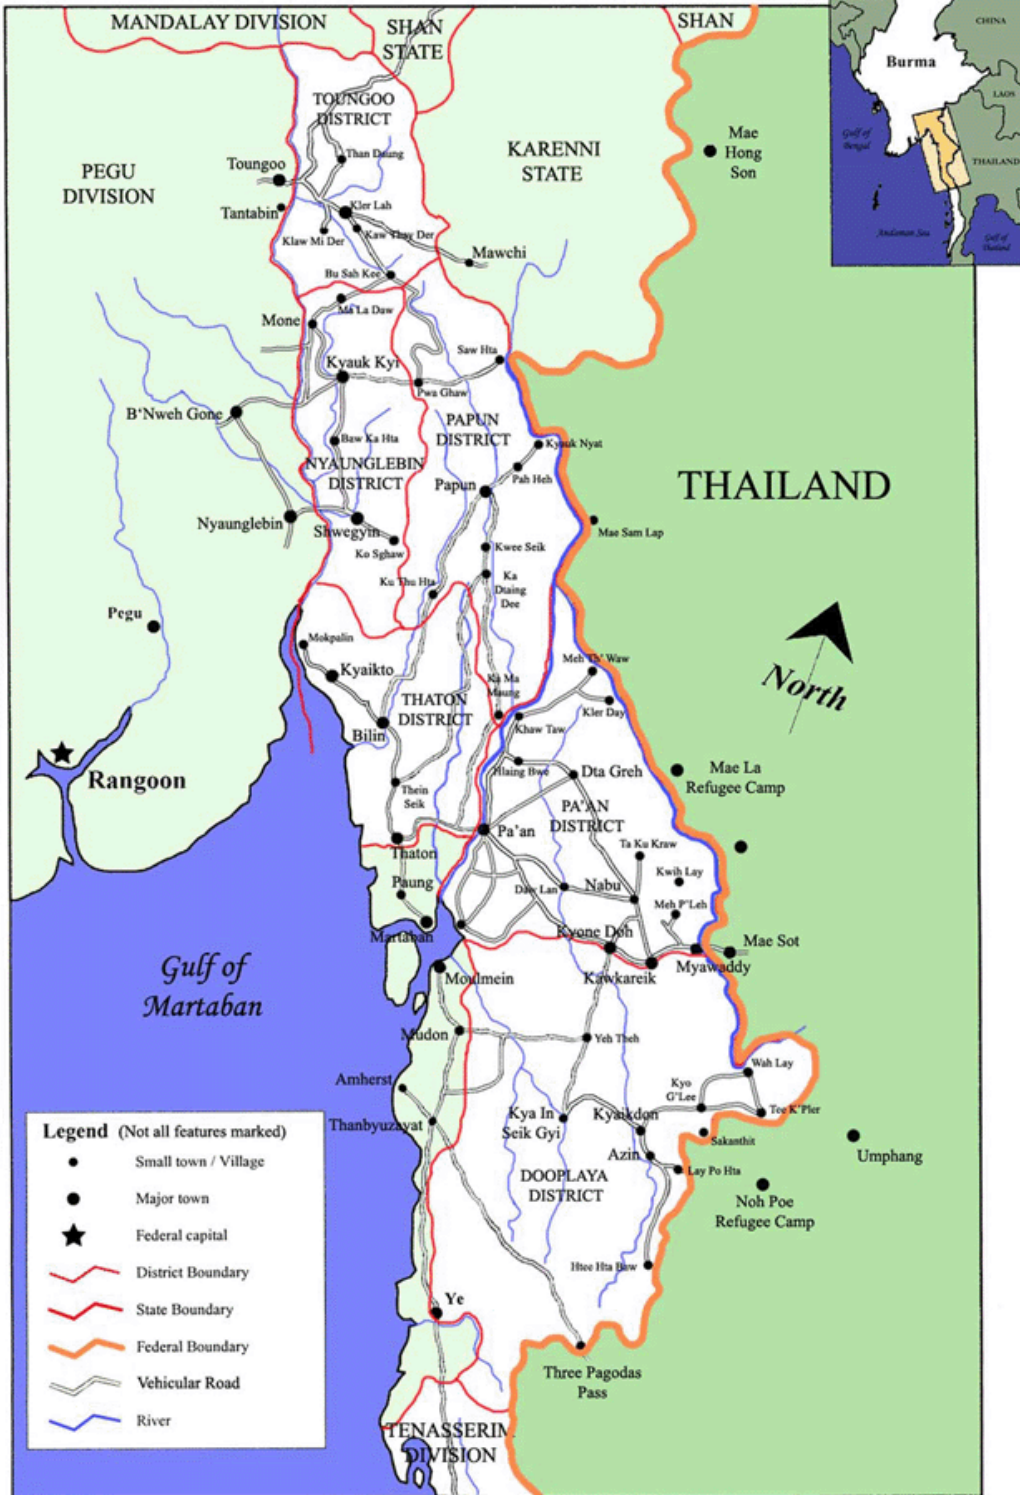 MANDALAY DIVISION
SHAN
STATE
SHAN
CHINA
Burma
LAOS
Gulf of
Bengal
THAILAND
Andaman Sea
Gulf of
Thailand
TOUNGOO
DISTRICT
Mae
Hong
Son
KARENNI
STATE
PEGU
DIVISION
Than Daung
Toungoo
Tantabin
Kler Lah
Klaw Mi Der
Kaw Thay Der
Mawchi
Bu Sah Kee
Ma La Daw
Mone
Saw Hta
Kyauk Kyi
Pwa Ghaw
B'Nweh Gone
PAPUN
DISTRICT
Baw Ka Hta
Kyauk Nyat
NYAUNGLEBIN
DISTRICT
Pah Heh
Papun
THAILAND
Nyaunglebin
Shwegyin
Mae Sam Lap
Ko Sghaw
Kwee Seik
Ku Thu Hta
Ka
Dtaing
Dee
Pegu
Mokpalin
Kyaikto
Meh Th' Waw
North
Ka Ma
Maung
THATON
DISTRICT
Kler Day
Bilin
Khaw Taw
Rangoon
Hlaing Bwe
Dta Greh
Mae La
Refugee Camp
Thein
Seik
PA'AN
DISTRICT
Pa'an
Thaton
Ta Ku Kraw
Kwih Lay
Paung
Daw Lan
Nabu
Meh P'Leh
Martaban
Kyone Doh
Mae Sot
Gulf of
Martaban
Moulmein
Kawkareik
Myawaddy
Mudon
Yeh Theh
Wah Lay
Amherst
Kyo
G'Lee
Thanbyuzayat
Kya In
Seik Gyi
Kyaikdon
Tee K'Pler
Sakanthit
Umphang
Azin
Lay Po Hta
DOOPLAYA
DISTRICT
Noh Poe
Refugee Camp
Htee Hta Baw
Ye
Three Pagodas
Pass
TENASSERIM
DIVISION
Legend (Not all features marked)
Small town / Village
Major town
Federal capital
District Boundary
State Boundary
Federal Boundary
Vehicular Road
River